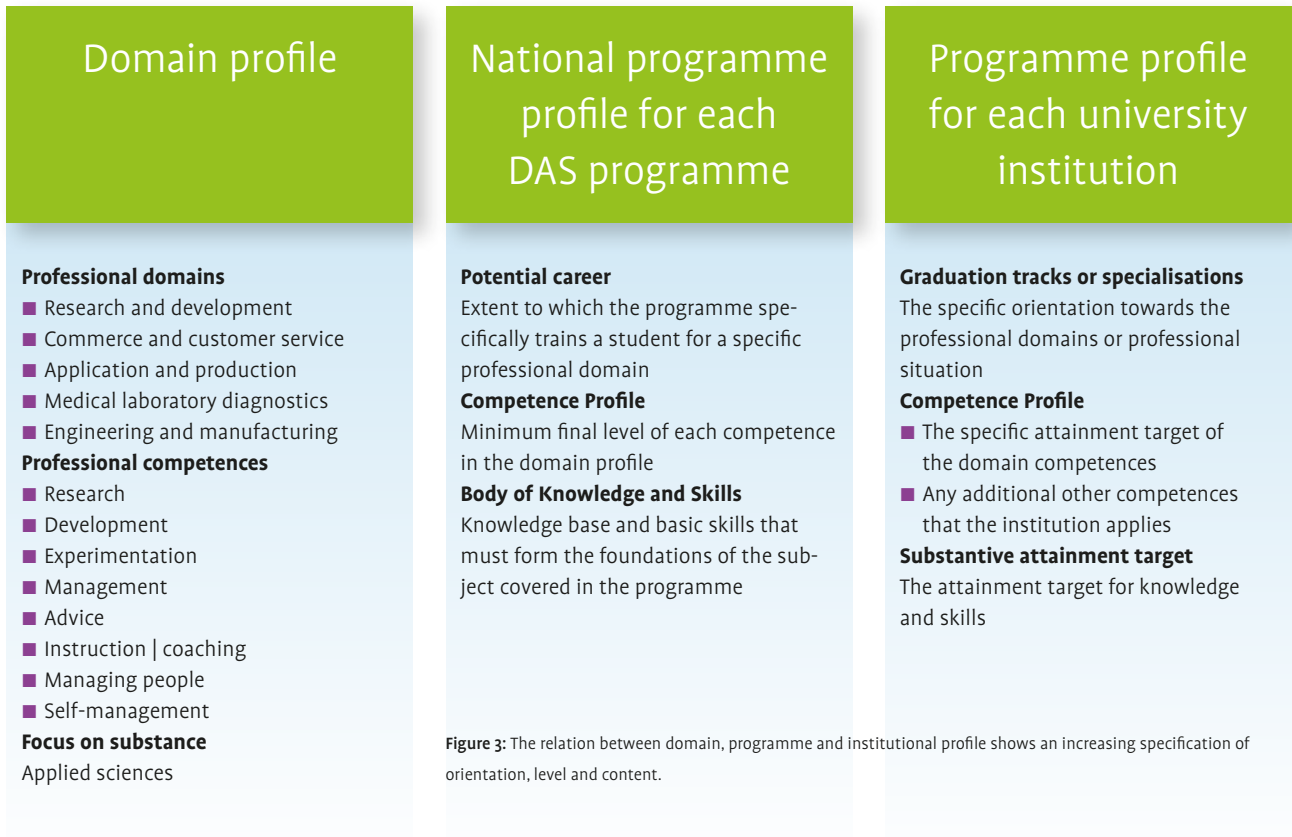 Domain profile
Professional domains
■ Research and development
■ Commerce and customer service
■ Application and production
■ Medical laboratory diagnostics
■ Engineering and manufacturing
Professional competences
■ Research
■ Development
■ Experimentation
■ Management
■ Advice
■ Instruction | coaching
■ Managing people
■ Self-management
Focus on substance
Applied sciences
National programme
profile for each
DAS programme
Potential career
Extent to which the programme spe-
cifically trains a student for a specific
professional domain
Competence Profile
Minimum final level of each competence
in the domain profile
Body of Knowledge and Skills
Knowledge base and basic skills that
must form the foundations of the sub-
ject covered in the programme
Programme profile
for each university
institution
Graduation tracks or specialisations
The specific orientation towards the
professional domains or professional
situation
Competence Profile
■ The specific attainment target of
the domain competences
■ Any additional other competences
that the institution applies
Substantive attainment target
The attainment target for knowledge
and skills
Figure 3: The relation between domain, programme and institutional profile shows an increasing specification of
orientation, level and content.